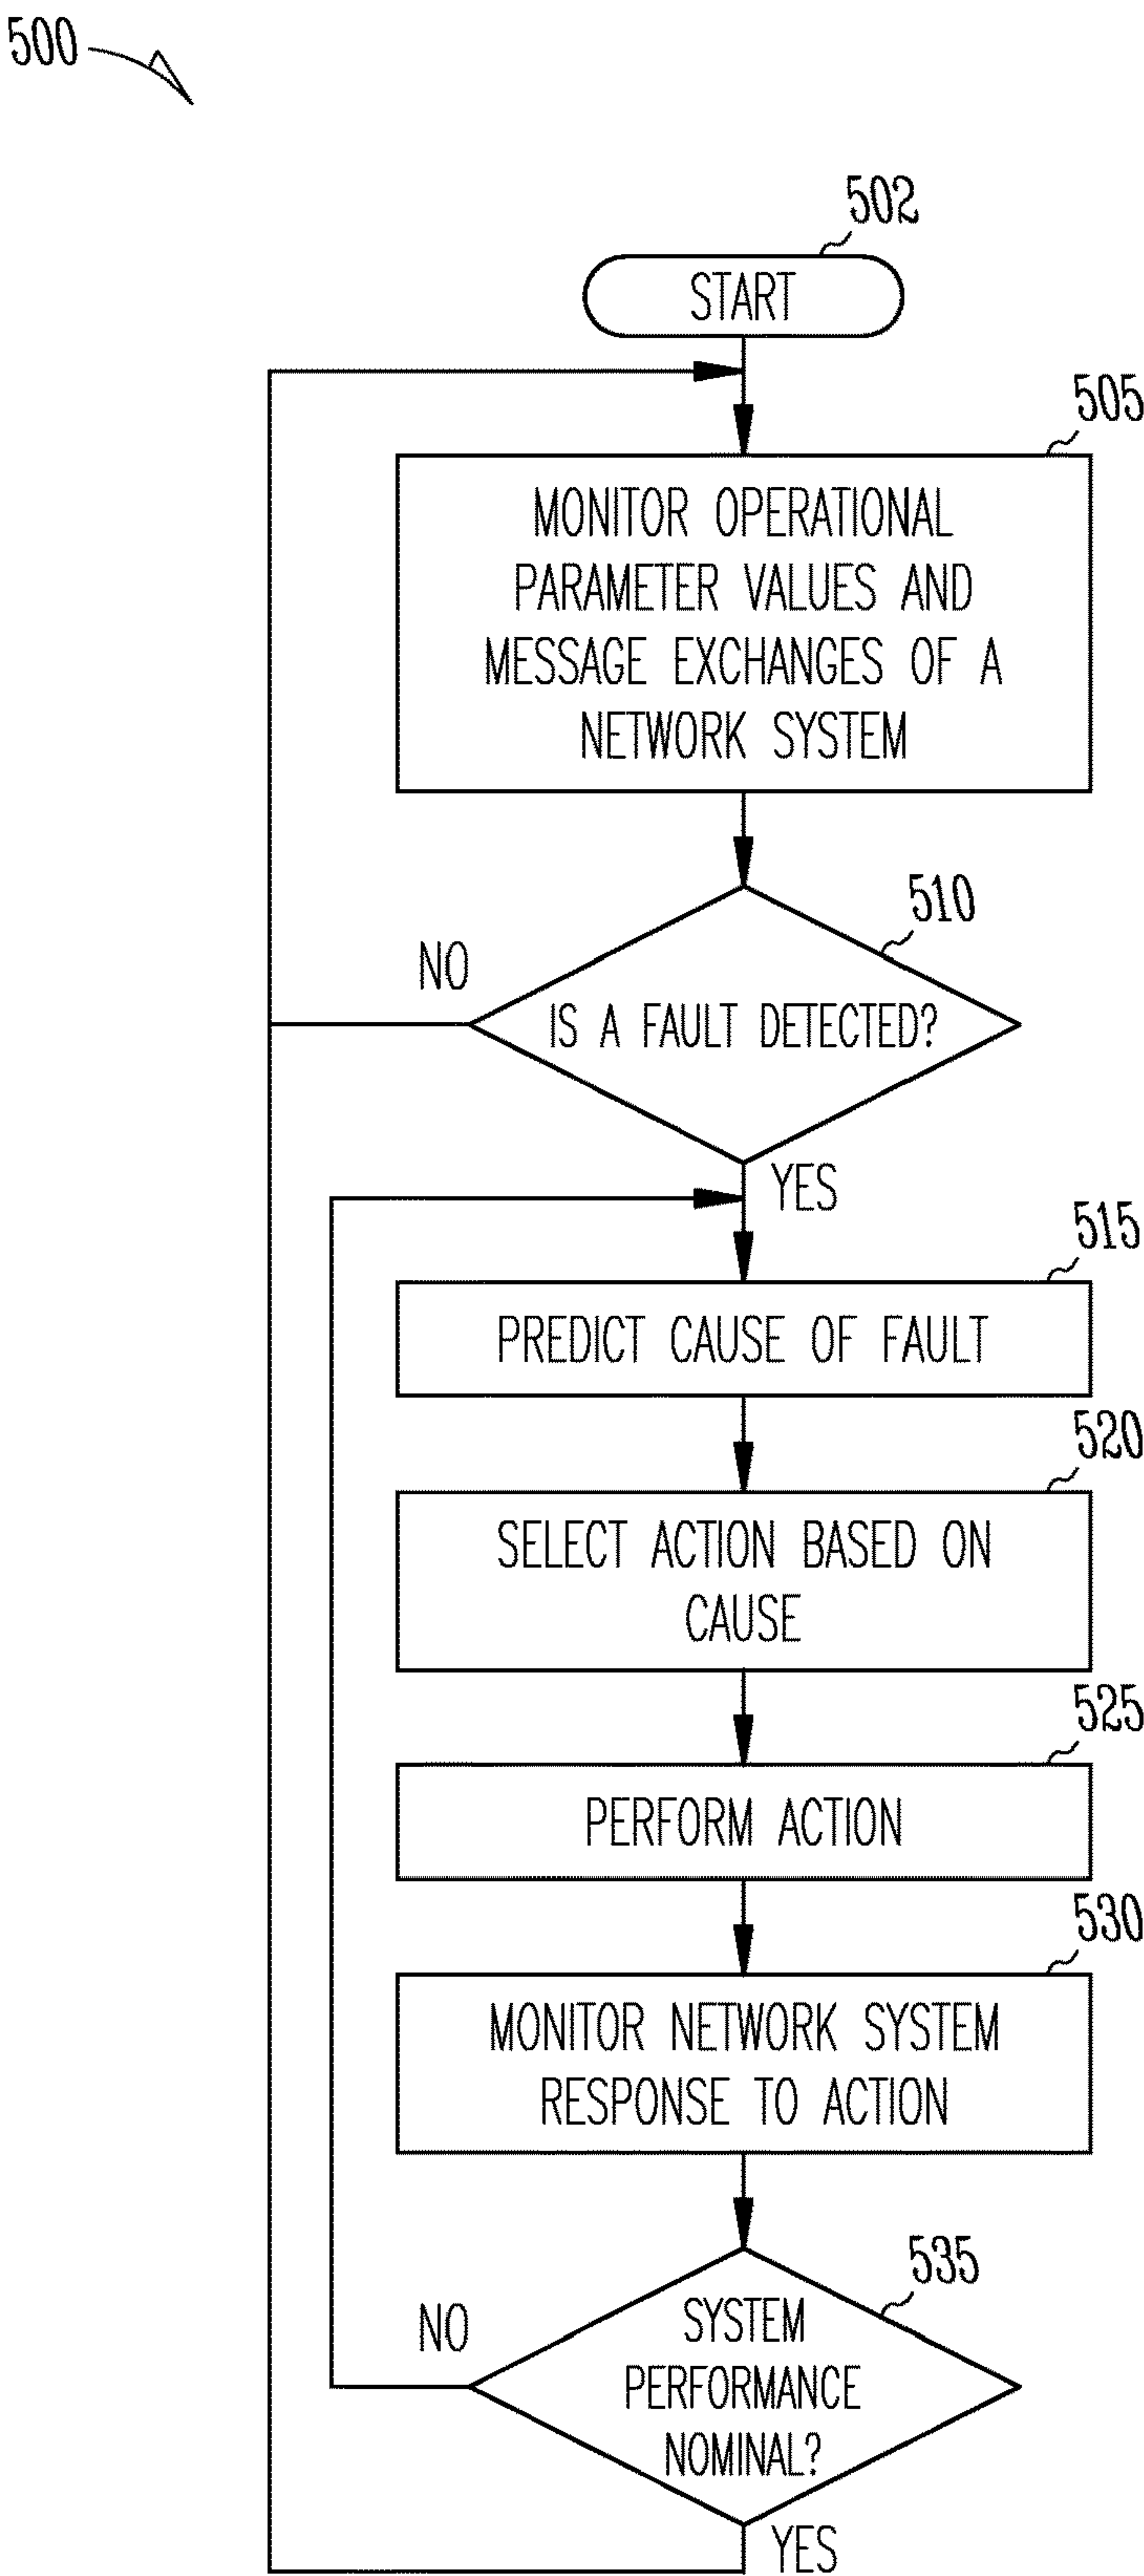 500
502
START
505
MONITOR OPERATIONAL
PARAMETER VALUES AND
MESSAGE EXCHANGES OF A
NETWORK SYSTEM
510
NO
IS A FAULT DETECTED?
YES
515
PREDICT CAUSE OF FAULT
520
SELECT ACTION BASED ON
CAUSE
525
PERFORM ACTION
530
MONITOR NETWORK SYSTEM
RESPONSE TO ACTION
535
NO
SYSTEM
PERFORMANCE
NOMINAL?
YES